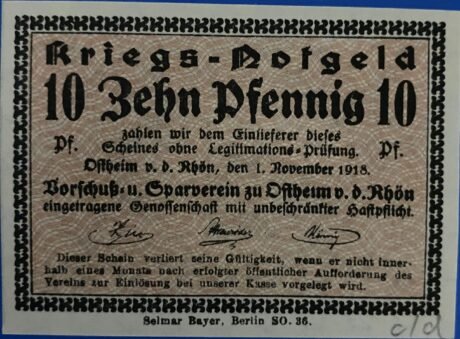 Kriegs-Notgeld
10 Zehn Pfennig 10
Pf. zahlen wir dem Einlieferer dieses Pf.
Scheines ohne Legitimations-Prüfung.
Ostheim v. d. Rhön, den 1. November 1918.
Vorschuß- u. Sparverein zu Ostheim v. d. Rhön
eingetragene Genossenschaft mit unbeschränkter Haftpflicht.
Dieser Schein verliert seine Gültigkeit, wenn er nicht inner-
halb eines Monats nach erfolgter öffentlicher Aufforderung des
Vereins zur Einlösung bei unserer Kasse vorgelegt wird.
Selmar Bayer, Berlin SO. 36.
c/d